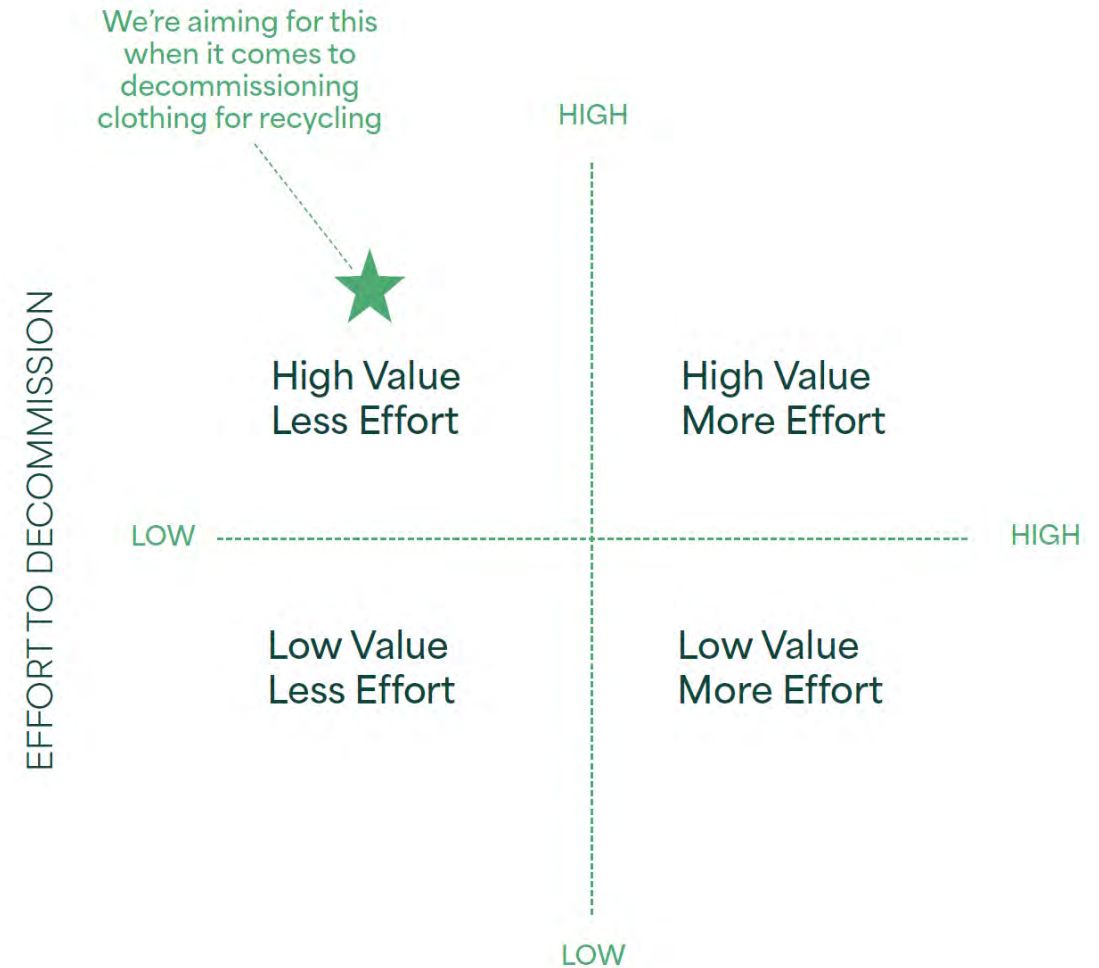 We're aiming for this
when it comes to
decommissioning
clothing for recycling
HIGH
High Value
Less Effort
High Value
More Effort
EFFORT TO DECOMMISSION
LOW
HIGH
Low Value
Less Effort
Low Value
More Effort
LOW